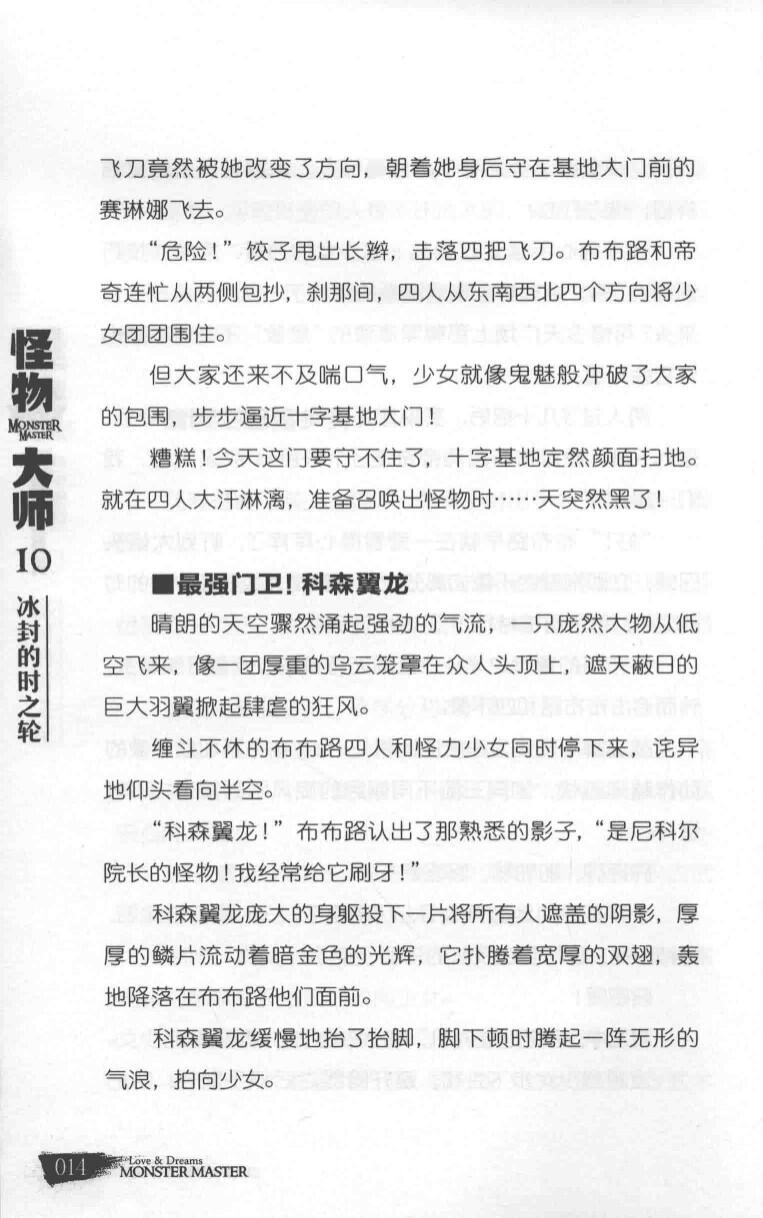 飞刀竟然被她改变了方向，朝着她身后守在基地大门前的
赛琳娜飞去。
“危险！”饺子甩出长辫，击落四把飞刀。布布路和帝
奇连忙从两侧包抄，刹那间，四人从东南西北四个方向将少
女团团围住。
但大家还来不及喘口气，少女就像鬼魅般冲破了大家
的包围，步步逼近十字基地大门！
糟糕！今天这门要守不住了，十字基地定然颜面扫地。
就在四人大汗淋漓，准备召唤出怪物时……天突然黑了！
■最强门卫！科森翼龙
晴朗的天空骤然涌起强劲的气流，一只庞然大物从低
空飞来，像一团厚重的乌云笼罩在众人头顶上，遮天蔽日的
巨大羽翼掀起肆虐的狂风。
缠斗不休的布布路四人和怪力少女同时停下来，诧异
地仰头看向半空。
“科森翼龙！”布布路认出了那熟悉的影子，“是尼科尔
院长的怪物！我经常给它刷牙！”
科森翼龙庞大的身躯投下一片将所有人遮盖的阴影，厚
厚的鳞片流动着暗金色的光辉，它扑腾着宽厚的双翅，轰
地降落在布布路他们面前。
科森翼龙缓慢地抬了抬脚，脚下顿时腾起一阵无形的
气浪，拍向少女。
怪物
MONSTER
MASTER
大师
10
冰封的时之轮
014
Love & Dreams
MONSTER MASTER